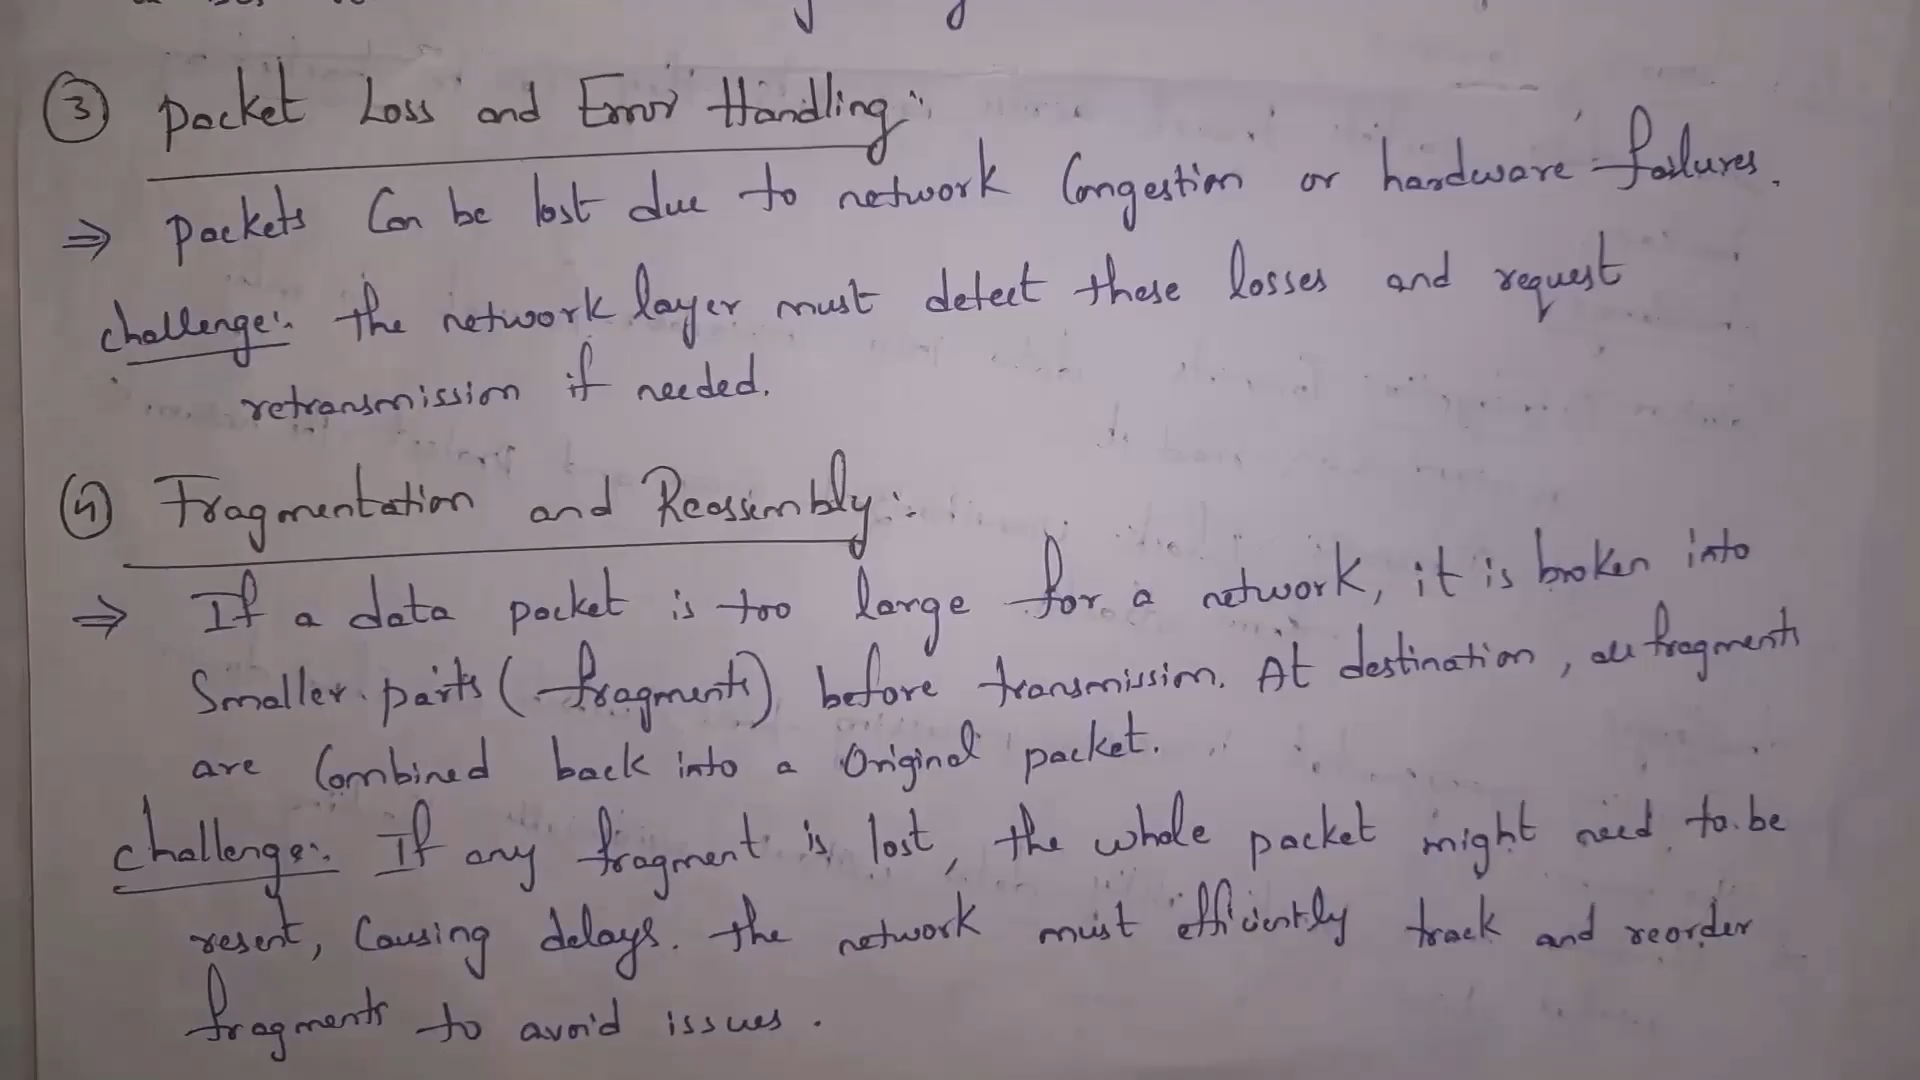 ③ Packet Loss and Error Handling:
⇒ Packets Can be lost due to network Congestion or hardware failures.
challenge: the network layer must detect these losses and request
retransmission if needed.
④ Fragmentation and Reassembly:
⇒ If a data packet is too large for a network, it is broken into
Smaller parts (fragments) before transmission. At destination, all fragments
are Combined back into a Original packet.
challenge: If any fragment is lost, the whole packet might need to be
resent, Causing delays. the network must efficiently track and reorder
fragments to avoid issues.